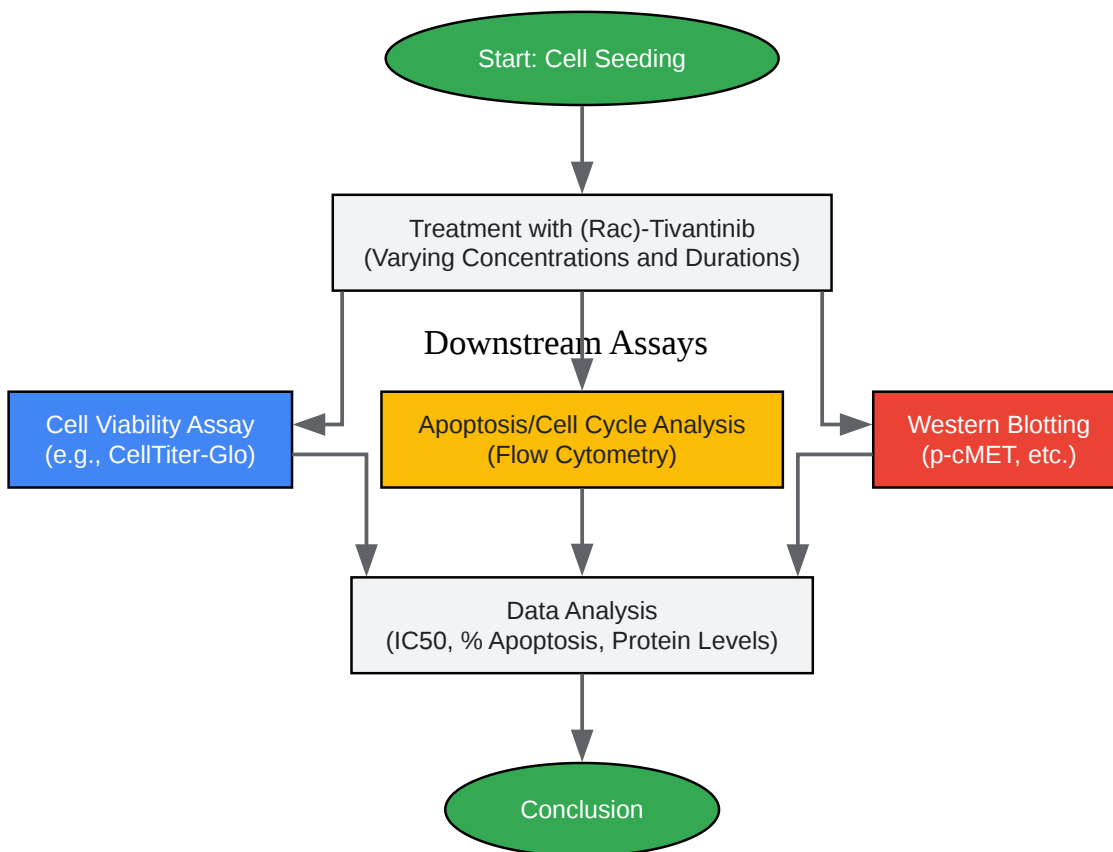 Start: Cell Seeding
Treatment with (Rac)-Tivantinib
(Varying Concentrations and Durations)
Downstream Assays
Cell Viability Assay
(e.g., CellTiter-Glo)
Apoptosis/Cell Cycle Analysis
(Flow Cytometry)
Western Blotting
(p-cMET, etc.)
Data Analysis
(IC50, % Apoptosis, Protein Levels)
Conclusion